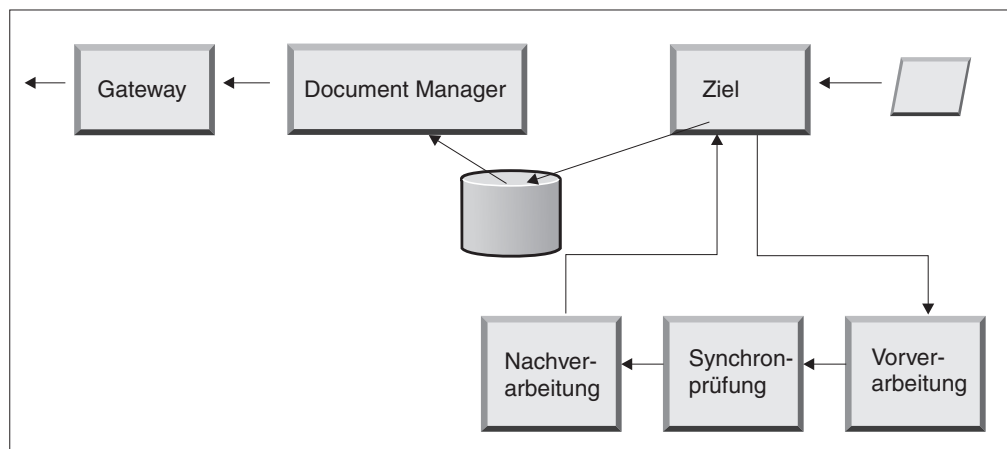 Gateway
Document Manager
Ziel
Nachver-
arbeitung
Synchron-
prüfung
Vorver-
arbeitung